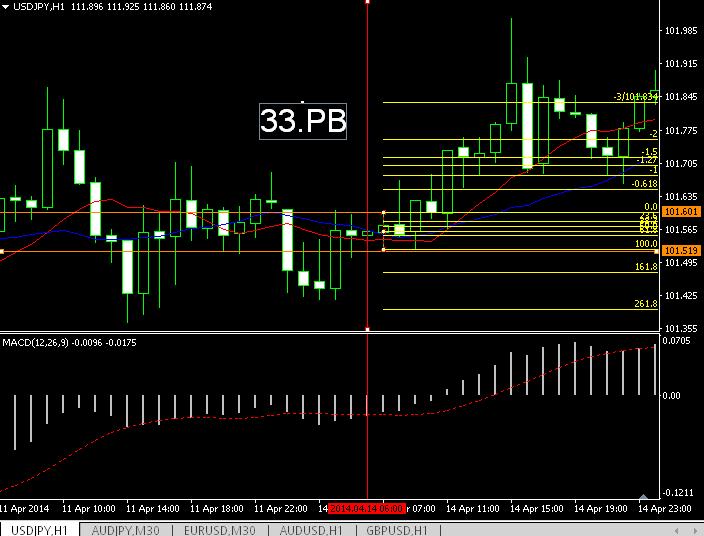 USDJPY,H1 111.896 111.925 111.860 111.874
101.985
101.915
-3/101.834
101.845
33.PB
-2
101.775
-1.5
-1.27
101.705
-1
-0.618
101.635
0.0
101.601
23.6
101.565
100.0
101.519
161.8
101.495
101.425
261.8
101.355
MACD(12,26,9) -0.0096 -0.0175
0.0705
0.00
-0.1211
11 Apr 2014
11 Apr 10:00
11 Apr 14:00
11 Apr 18:00
11 Apr 22:00
14
2014.04.14 06:00
07:00
14 Apr 11:00
14 Apr 15:00
14 Apr 19:00
14 Apr 23:00
USDJPY,H1
AUDJPY,M30
EURUSD,M30
AUDUSD,H1
GBPUSD,H1